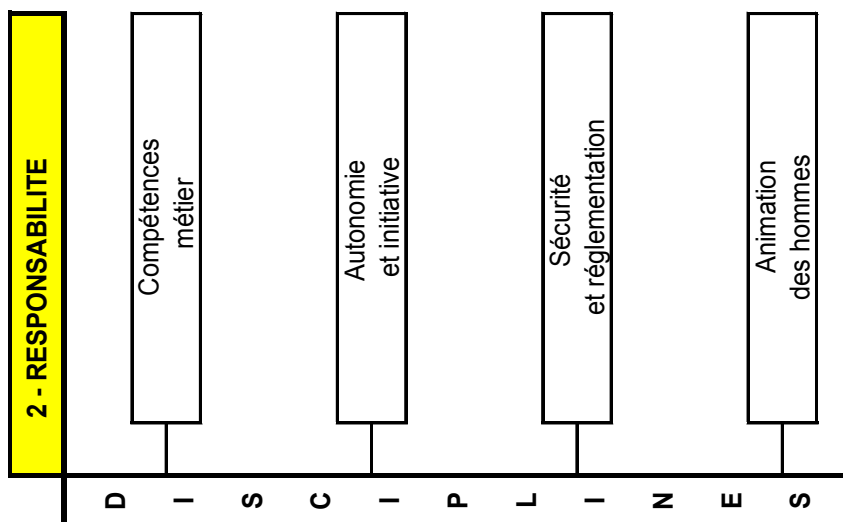 2 - RESPONSABILITE
Compétences
métier
Autonomie
et initiative
Sécurité
et réglementation
Animation
des hommes
D I S C I P L I N E S